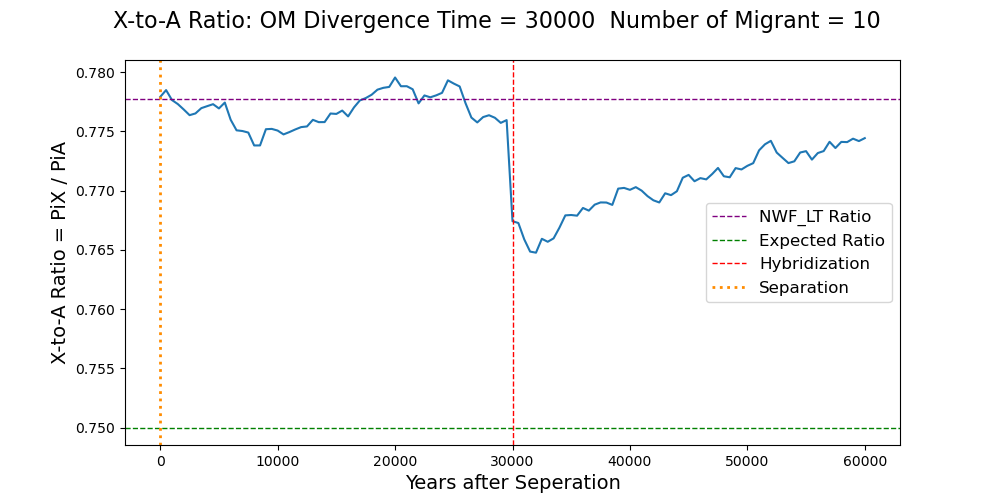 X-to-A Ratio: OM Divergence Time = 30000  Number of Migrant = 10
X-to-A Ratio = PiX / PiA
0.780
0.775
0.770
0.765
0.760
0.755
0.750
NWF_LT Ratio
Expected Ratio
Hybridization
Separation
0 10000 20000 30000 40000 50000 60000
Years after Seperation